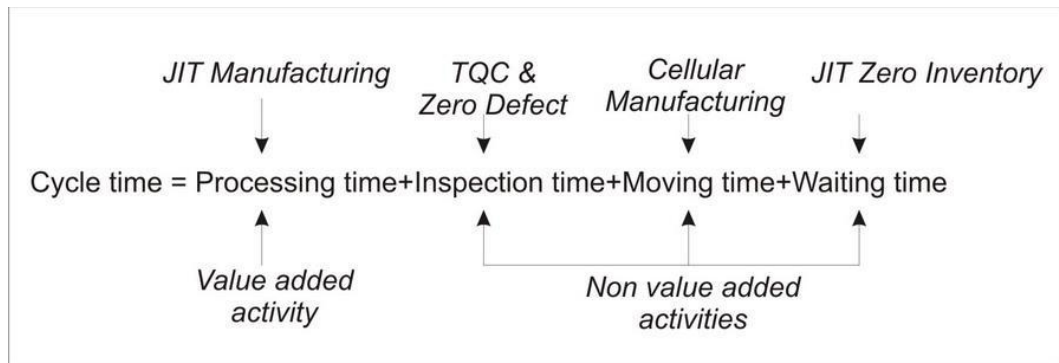 JIT Manufacturing
TQC &
Zero Defect
Cellular
Manufacturing
JIT Zero Inventory
Cycle time = Processing time+Inspection time+Moving time+Waiting time
Value added
activity
Non value added
activities